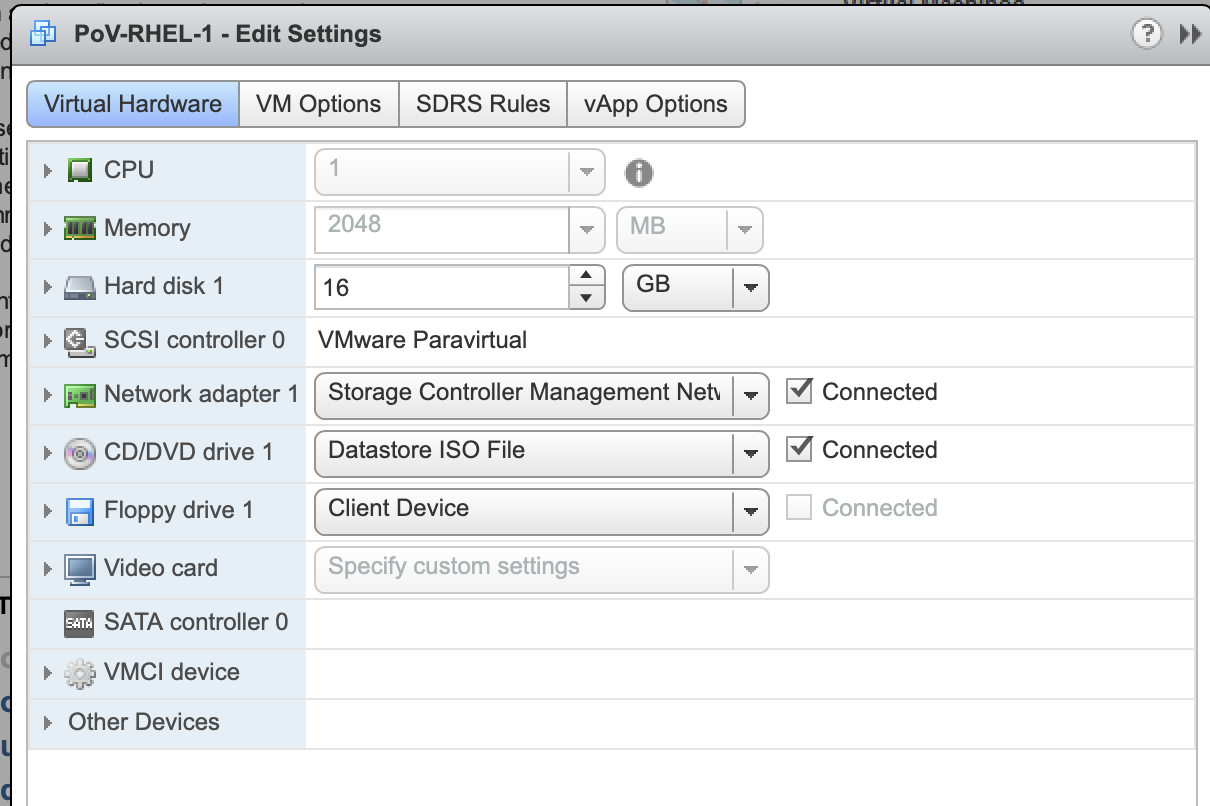 PoV-RHEL-1 - Edit Settings
?
Virtual Hardware VM Options SDRS Rules vApp Options
CPU 1
Memory 2048 MB
Hard disk 1 16 GB
SCSI controller 0 VMware Paravirtual
Network adapter 1 Storage Controller Management Connected
CD/DVD drive 1 Datastore ISO File Connected
Floppy drive 1 Client Device Connected
Video card Specify custom settings
SATA SATA controller 0
VMCI device
Other Devices